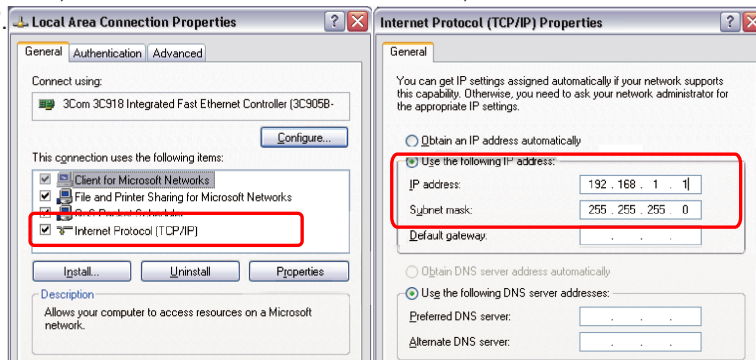 Local Area Connection Properties
General Authentication Advanced
Connect using:
3Com 3C918 Integrated Fast Ethernet Controller (3C905B-
Configure...
This connection uses the following items:
Client for Microsoft Networks
File and Printer Sharing for Microsoft Networks
QoS Packet Scheduler
Internet Protocol (TCP/IP)
Install... Uninstall Properties
Description
Allows your computer to access resources on a Microsoft
network.
Internet Protocol (TCP/IP) Properties
General
You can get IP settings assigned automatically if your network supports
this capability. Otherwise, you need to ask your network administrator for
the appropriate IP settings.
Obtain an IP address automatically
Use the following IP address:
IP address: 192 . 168 . 1 . 1
Subnet mask: 255 . 255 . 255 . 0
Default gateway: . . .
Obtain DNS server address automatically
Use the following DNS server addresses:
Preferred DNS server: . . .
Alternate DNS server: . . .